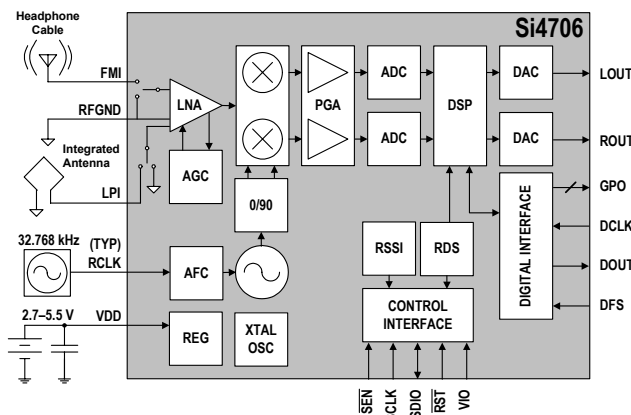 Headphone
Cable
Si4706
FMI
RFGND
LNA
PGA
ADC
ADC
DSP
DAC
DAC
LOUT
ROUT
Integrated
Antenna
LPI
AGC
0/90
DIGITAL INTERFACE
GPO
DCLK
DOUT
DFS
32.768 kHz
(TYP)
RCLK
AFC
RSSI
RDS
CONTROL
INTERFACE
2.7–5.5 V
VDD
REG
XTAL
OSC
SEN
SDIO
RST
VIO